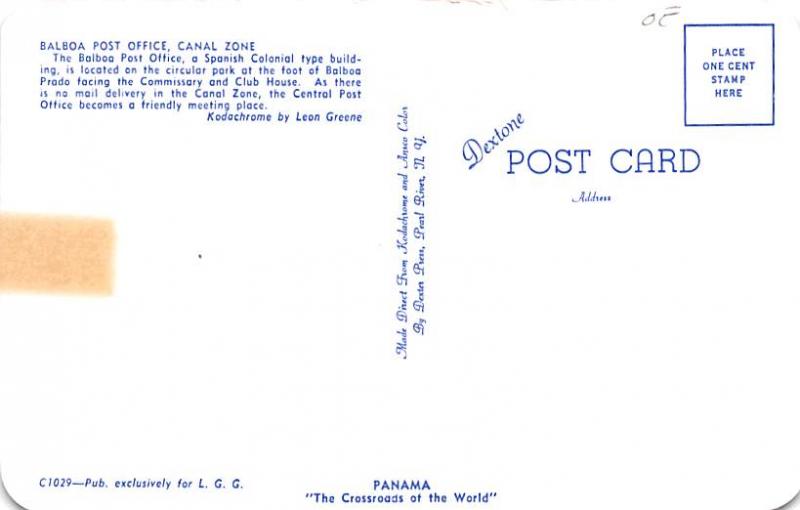 BALBOA POST OFFICE, CANAL ZONE
The Balboa Post Office, a Spanish Colonial type build-
ing, is located on the circular park at the foot of Balboa
Prado facing the Commissary and Club House. As there
is no mail delivery in the Canal Zone, the Central Post
Office becomes a friendly meeting place.
Kodachrome by Leon Greene
C1029—Pub. exclusively for L. G. G.
Made Direct From Kodachrome and Ansco Color
By Dexter Press, Pearl River, N. Y.
PANAMA
"The Crossroads of the World"
Dextone
POST CARD
Address
PLACE
ONE CENT
STAMP
HERE